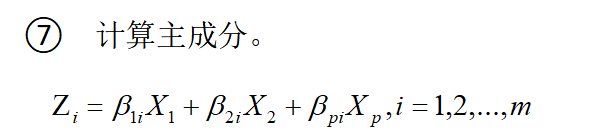 ⑦ 计算主成分。
Z_i = β_{1i}X_1 + β_{2i}X_2 + β_{pi}X_p, i = 1,2,...,m